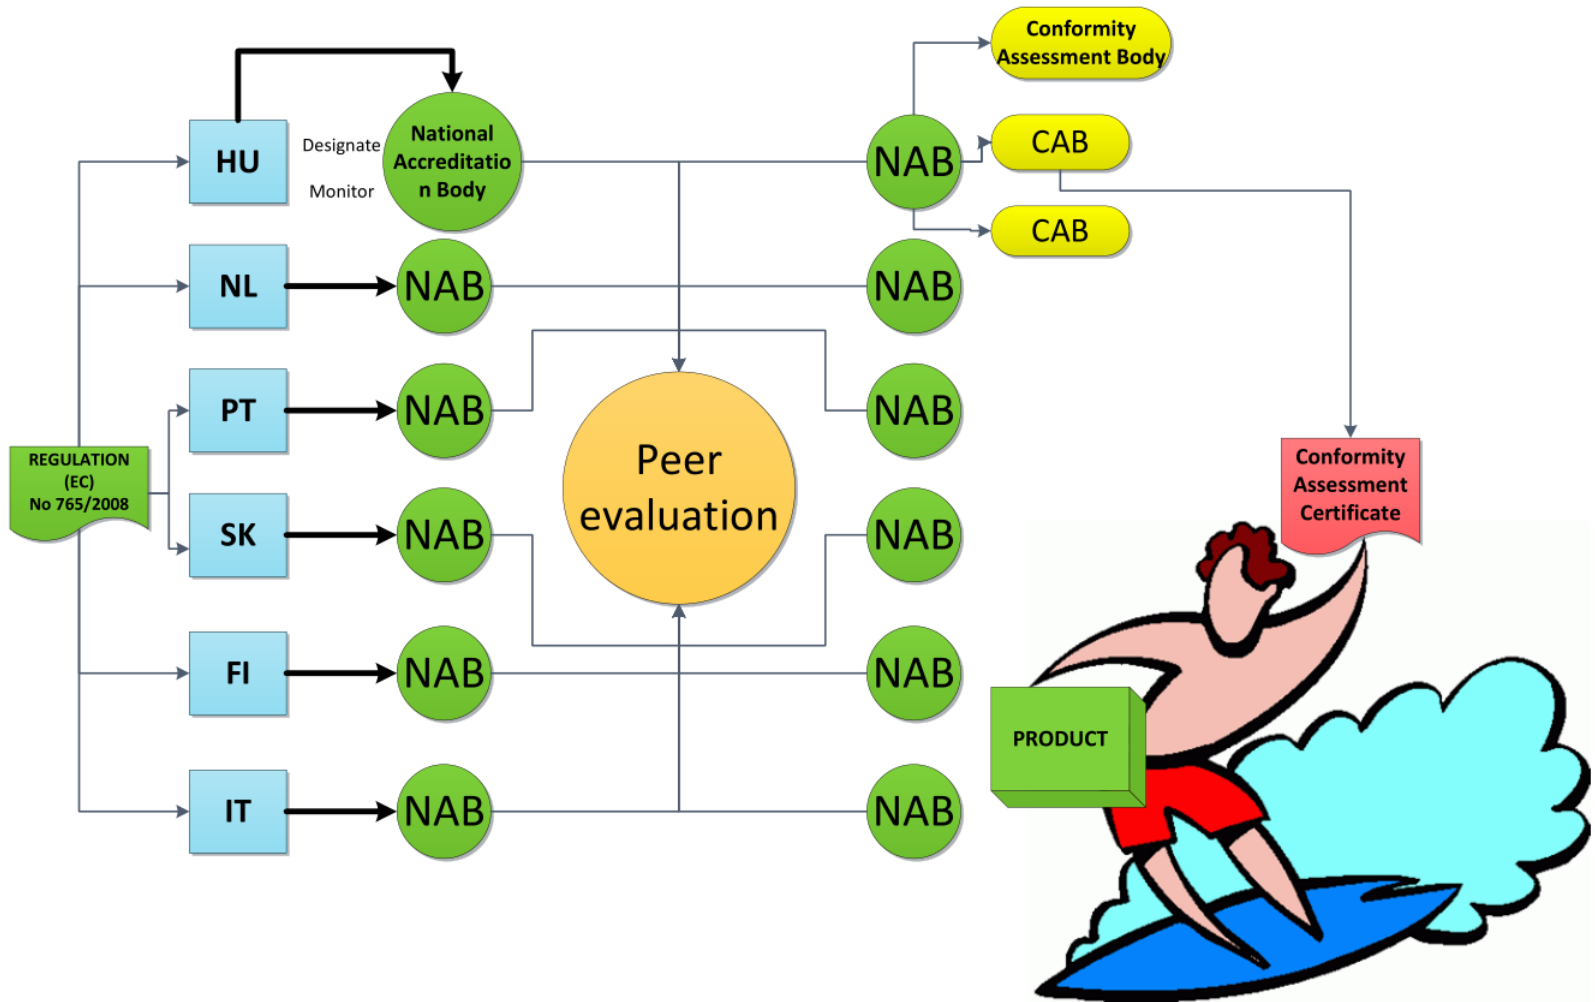 Conformity
Assessment Body
National
Accreditatio
n Body
Designate
Monitor
HU
NAB
CAB
CAB
NL
NAB
NAB
PT
NAB
NAB
REGULATION
(EC)
No 765/2008
Peer
evaluation
Conformity
Assessment
Certificate
SK
NAB
NAB
FI
NAB
NAB
PRODUCT
IT
NAB
NAB